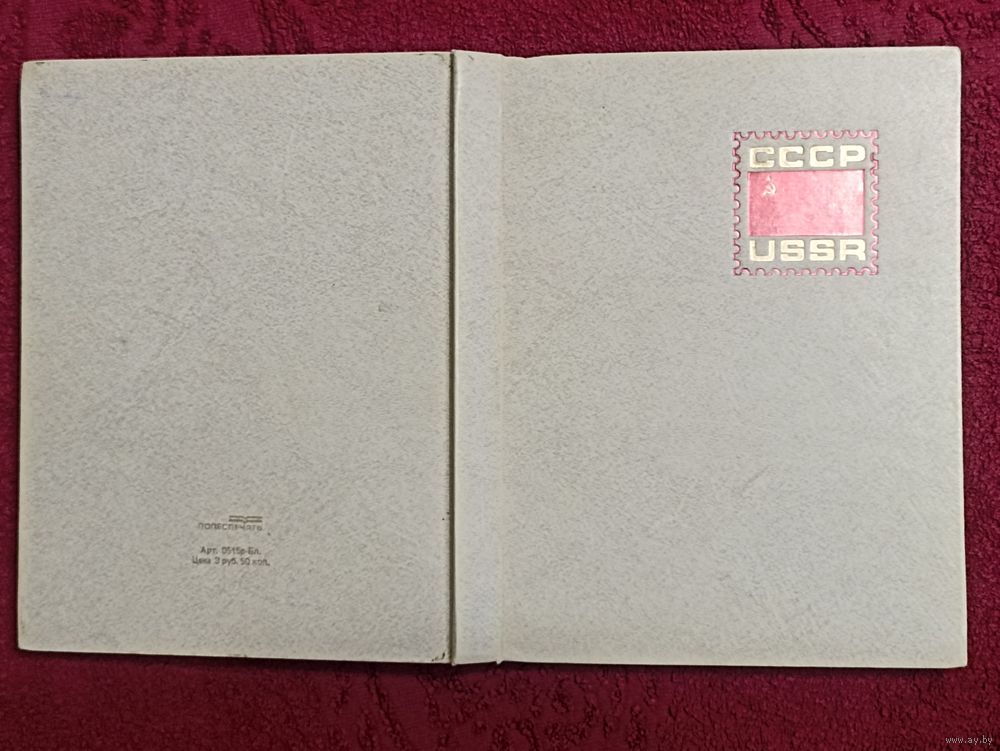 СССР
USSR
ПОЛЕСПЕЧАТЬ
Арт. 0515р-Бл.
Цена 3 руб. 50 коп.
www.ay.by